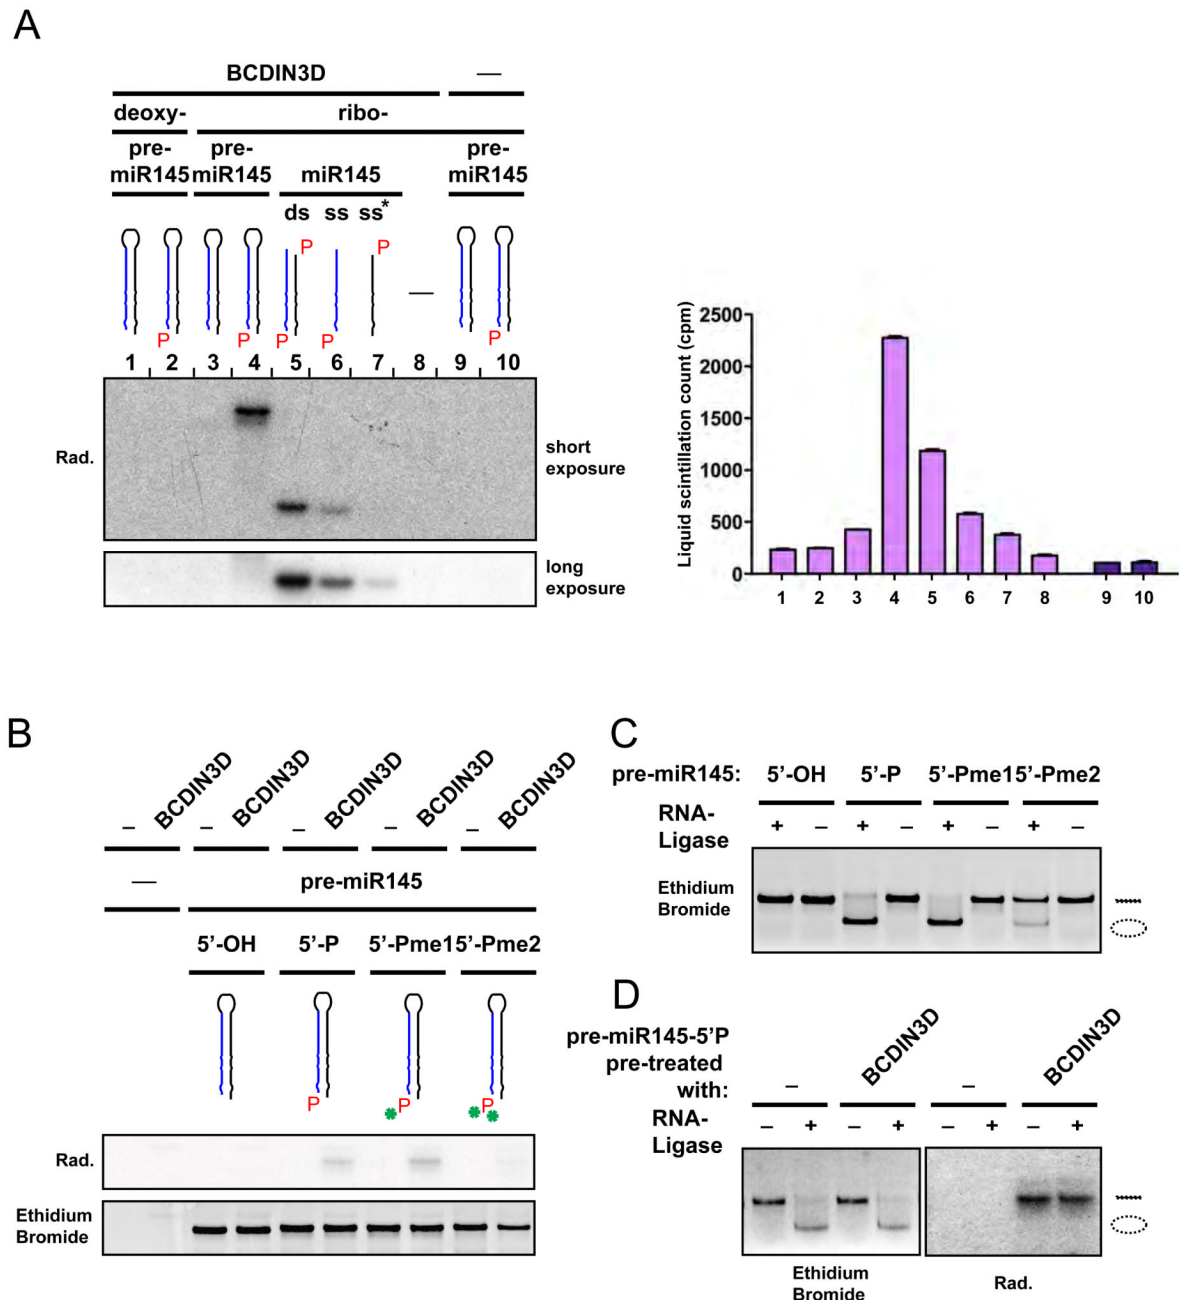 A
BCDIN3D —
deoxy- ribo-
pre- pre- pre-
miR145 miR145 miR145 miR145
ds ss ss*
P
P P P P P
1 2 3 4 5 6 7 8 9 10
Rad.
short
exposure
long
exposure
Liquid scintillation count (cpm)
2500
2000
1500
1000
500
0
1 2 3 4 5 6 7 8 9 10
B
– BCDIN3D – BCDIN3D – BCDIN3D – BCDIN3D – BCDIN3D
— pre-miR145
5'-OH 5'-P 5'-Pme1 5'-Pme2
P P P
Rad.
Ethidium
Bromide
C
pre-miR145: 5'-OH 5'-P 5'-Pme1 5'-Pme2
RNA-
Ligase
+ – + – + – + –
Ethidium
Bromide
D
pre-miR145-5'P
pre-treated
with:
– BCDIN3D – BCDIN3D
RNA-
Ligase
– + – + – + – +
Ethidium
Bromide
Rad.